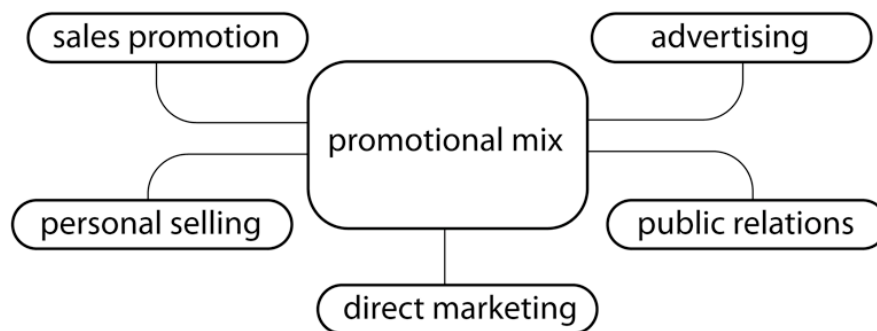 sales promotion
advertising
promotional mix
personal selling
public relations
direct marketing